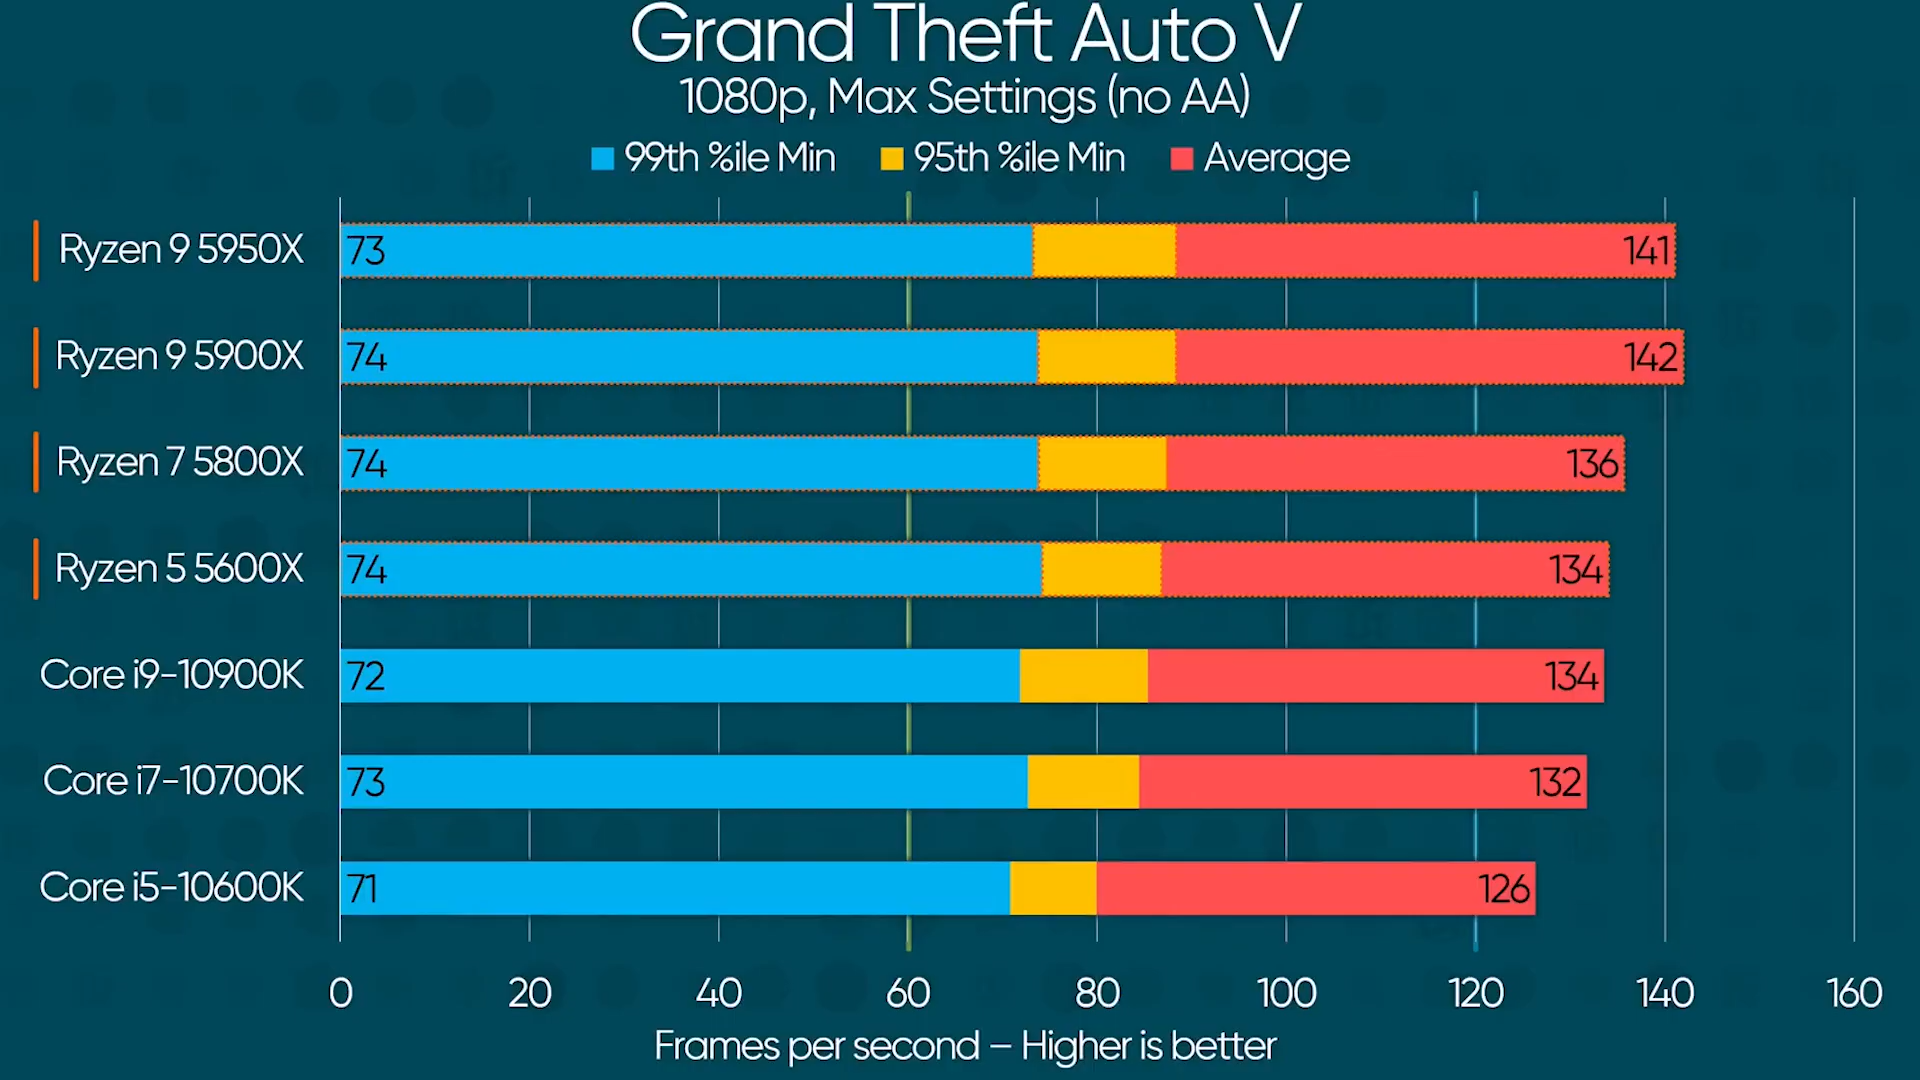 Grand Theft Auto V
1080p, Max Settings (no AA)
99th %ile Min 95th %ile Min Average
Ryzen 9 5950X 73 141
Ryzen 9 5900X 74 142
Ryzen 7 5800X 74 136
Ryzen 5 5600X 74 134
Core i9-10900K 72 134
Core i7-10700K 73 132
Core i5-10600K 71 126
0 20 40 60 80 100 120 140 160
Frames per second – Higher is better